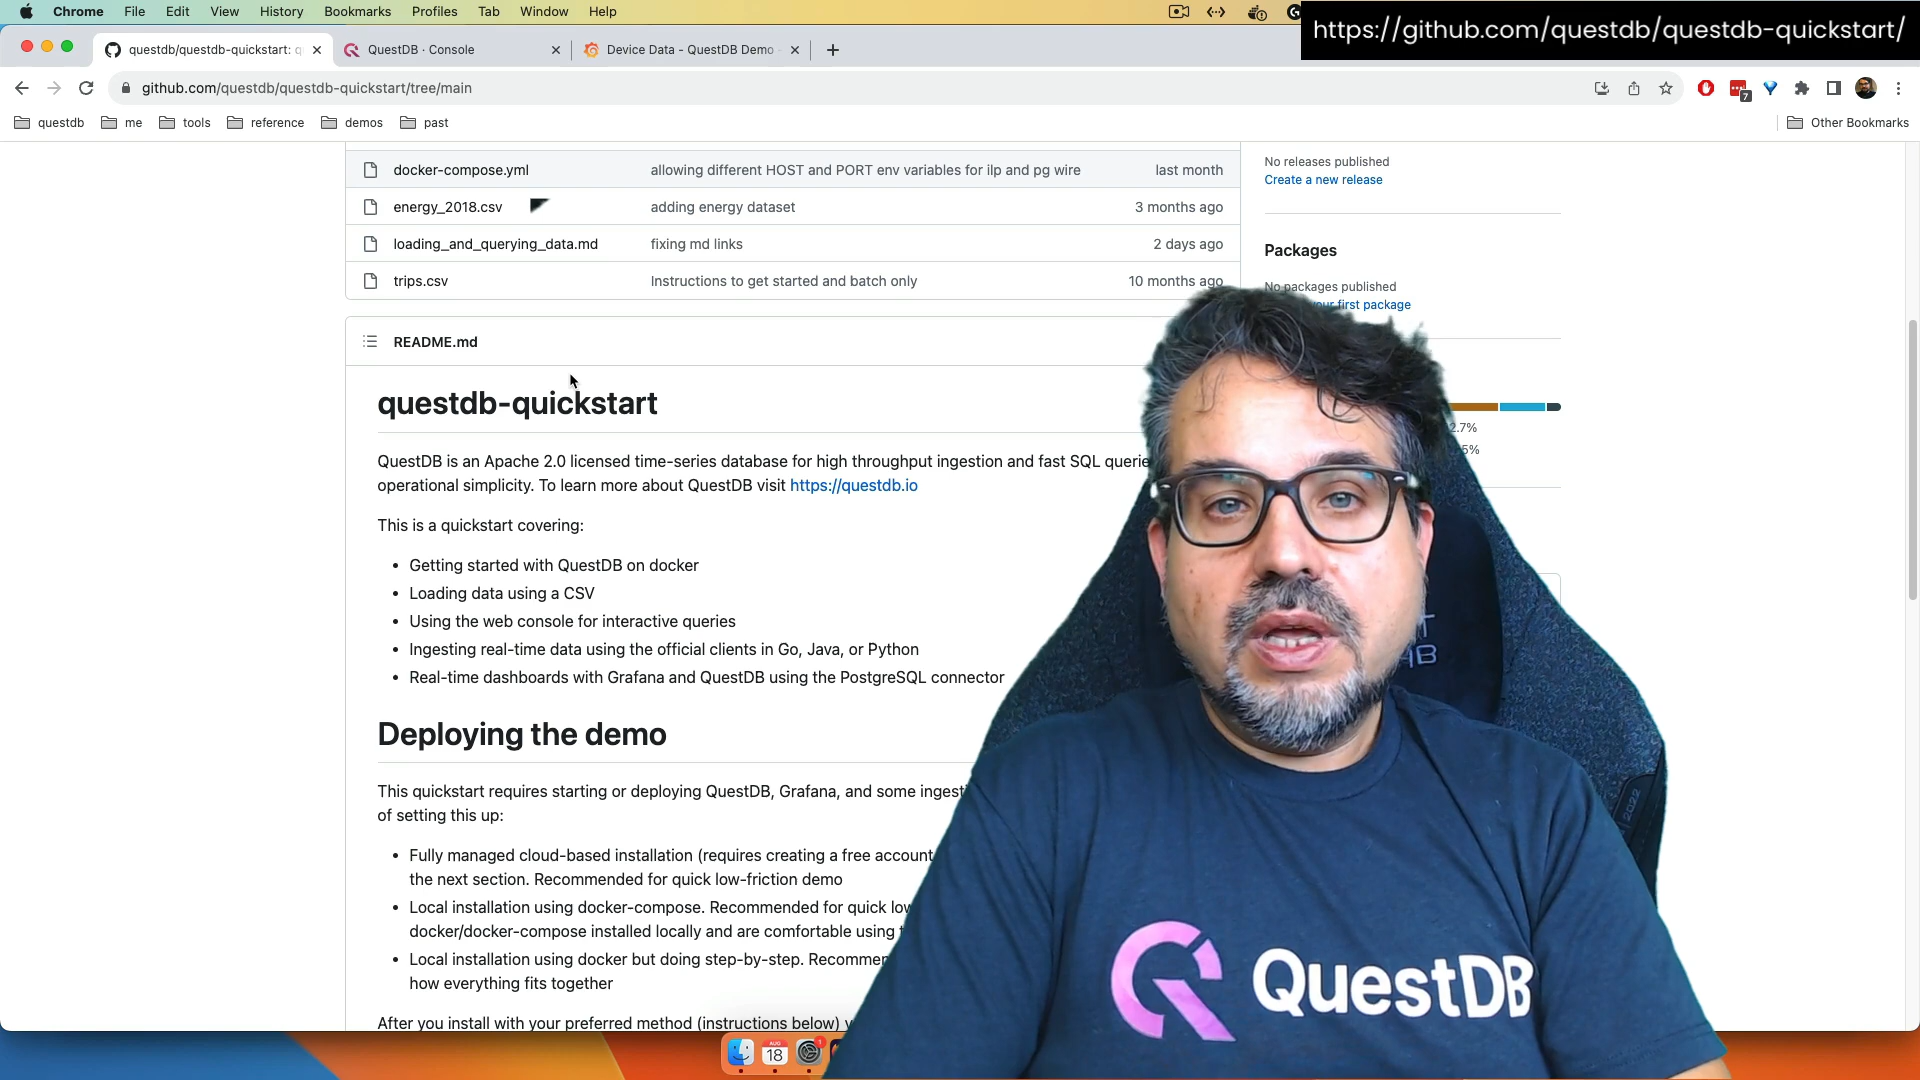 Chrome File Edit View History Bookmarks Profiles Tab Window Help
https://github.com/questdb/questdb-quickstart/
questdb/questdb-quickstart: q
QuestDB · Console
Device Data - QuestDB Demo
github.com/questdb/questdb-quickstart/tree/main
7
questdb me tools reference demos past Other Bookmarks
docker-compose.yml allowing different HOST and PORT env variables for ilp and pg wire last month
energy_2018.csv adding energy dataset 3 months ago
loading_and_querying_data.md fixing md links 2 days ago
trips.csv Instructions to get started and batch only 10 months ago
No releases published
Create a new release
Packages
No packages published
your first package
2.7%
5%
README.md
questdb-quickstart
QuestDB is an Apache 2.0 licensed time-series database for high throughput ingestion and fast SQL querie
operational simplicity. To learn more about QuestDB visit https://questdb.io
This is a quickstart covering:
• Getting started with QuestDB on docker
• Loading data using a CSV
• Using the web console for interactive queries
• Ingesting real-time data using the official clients in Go, Java, or Python
• Real-time dashboards with Grafana and QuestDB using the PostgreSQL connector
Deploying the demo
This quickstart requires starting or deploying QuestDB, Grafana, and some ingesti
of setting this up:
• Fully managed cloud-based installation (requires creating a free account
the next section. Recommended for quick low-friction demo
• Local installation using docker-compose. Recommended for quick low
docker/docker-compose installed locally and are comfortable using
• Local installation using docker but doing step-by-step. Recommen
how everything fits together
After you install with your preferred method (instructions below)
AUG
18
1
2022
QuestDB